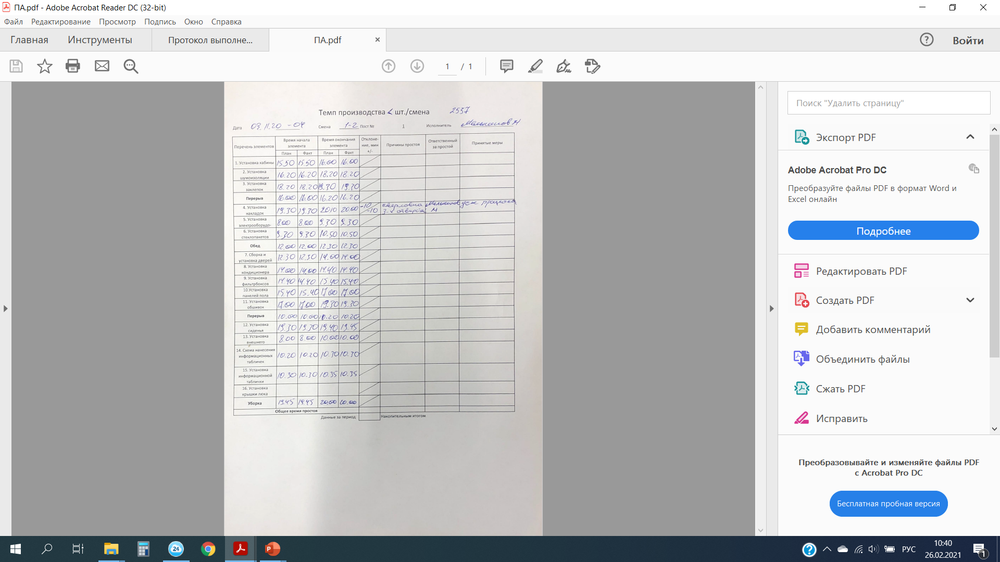 ПА.pdf - Adobe Acrobat Reader DC (32-bit)
Файл Редактирование Просмотр Подпись Окно Справка
Главная Инструменты Протокол выполне... ПА.pdf × Войти
1 / 1
Темп производства < шт./смена 2537
Дата 03.11.20 - 04 Смена 1-2 Пост № 1 Исполнитель
Перечень элементов Время начала элемента Время окончания элемента Отклоне-ние, мин +/- Причины простоя Ответственный за простой Принятые меры
План Факт План Факт
1. Установка кабины 15.50 15.50 16.00 16.00
2. Установка шумоизоляции 16.20 16.20 18.20 18.20
3. Установка заклепок 18.20 18.20 19.30 19.30
Перерыв 16.00 16.00 16.20 16.20
4. Установка накладок 19.30 19.30 20.10 20.00 -10 -10
5. Установка электрооборудо- 8.00 8.00 9.30 9.30
6. Установка стеклопакетов 9.30 9.30 10.50 10.50
Обед 12.00 12.00 12.30 12.30
7. Сборка и установка дверей 12.30 12.30 14.00 14.00
8. Установка кондиционера 14.00 14.00 14.40 14.40
9. Установка фильтрбоксов 14.40 14.40 15.40 15.40
10.Установка панелей пола 15.40 15.40 17.00 17.00
11. Установка обшивок 17.00 17.00 19.30 19.30
Перерыв 10.00 10.00 10.20 10.20
12. Установка сиденья 19.30 19.30 19.40 19.45
13. Установка внешнего 8.00 8.00 10.00 10.00
14. Схема нанесения информационных табличек 10.20 10.20 10.30 10.30
15. Установка информационной таблички 10.30 10.30 10.35 10.35
16. Установка крышки люка
Уборка 19.45 19.45 20.00 20.00
Общее время простоя
Данные за период Накопительным итогом
Поиск "Удалить страницу"
Экспорт PDF
Adobe Acrobat Pro DC
Преобразуйте файлы PDF в формат Word и
Excel онлайн
Подробнее
Редактировать PDF
Создать PDF
Добавить комментарий
Объединить файлы
Сжать PDF
Исправить
Преобразовывайте и изменяйте файлы PDF
с Acrobat Pro DC
Бесплатная пробная версия
24
РУС
10:40
26.02.2021
1